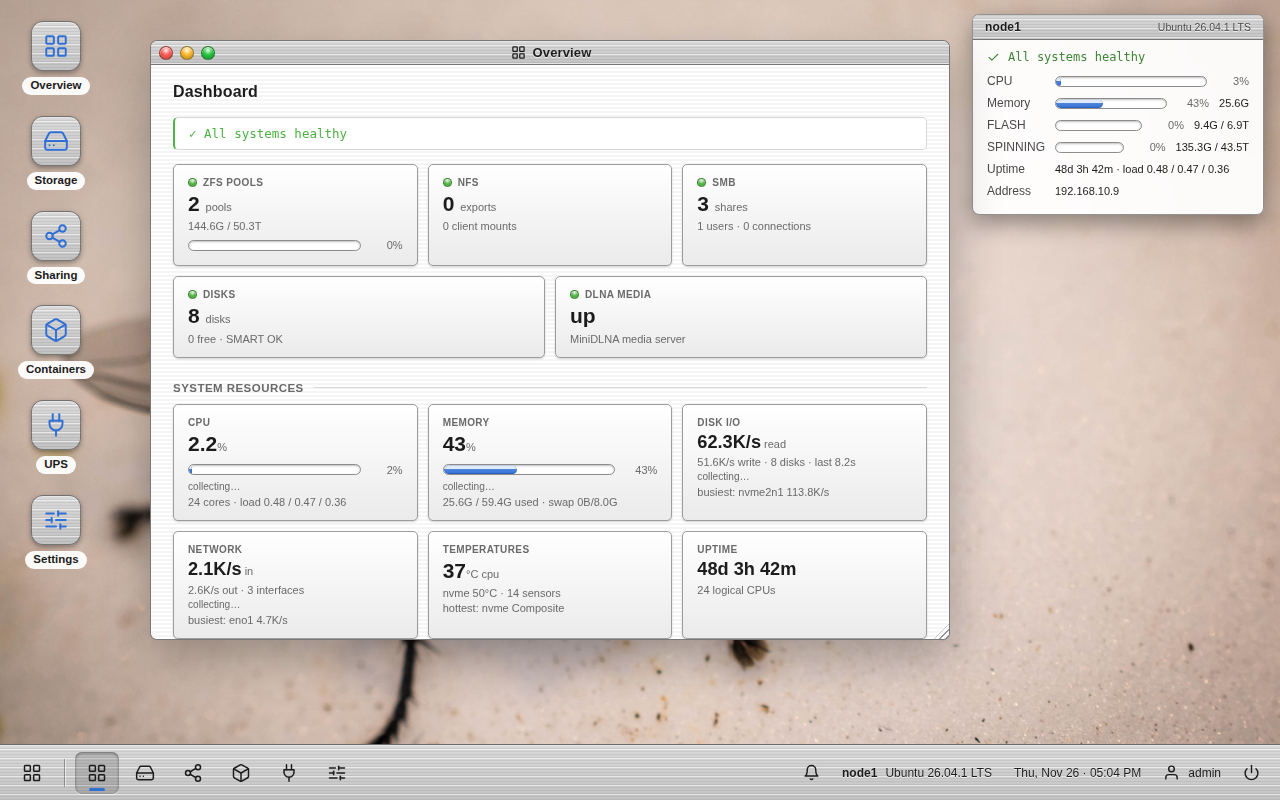 Overview
Storage
Sharing
Containers
UPS
Settings
Overview
Dashboard
✓ All systems healthy
ZFS POOLS
2 pools
144.6G / 50.3T
0%
NFS
0 exports
0 client mounts
SMB
3 shares
1 users · 0 connections
DISKS
8 disks
0 free · SMART OK
DLNA MEDIA
up
MiniDLNA media server
SYSTEM RESOURCES
CPU
2.2%
2%
collecting…
24 cores · load 0.48 / 0.47 / 0.36
MEMORY
43%
43%
collecting…
25.6G / 59.4G used · swap 0B/8.0G
DISK I/O
62.3K/s read
51.6K/s write · 8 disks · last 8.2s
collecting…
busiest: nvme2n1 113.8K/s
NETWORK
2.1K/s in
2.6K/s out · 3 interfaces
collecting…
busiest: eno1 4.7K/s
TEMPERATURES
37°C cpu
nvme 50°C · 14 sensors
hottest: nvme Composite
UPTIME
48d 3h 42m
24 logical CPUs
node1 Ubuntu 26.04.1 LTS
✓ All systems healthy
CPU 3%
Memory 43% 25.6G
FLASH 0% 9.4G / 6.9T
SPINNING 0% 135.3G / 43.5T
Uptime 48d 3h 42m · load 0.48 / 0.47 / 0.36
Address 192.168.10.9
node1 Ubuntu 26.04.1 LTS Thu, Nov 26 · 05:04 PM admin